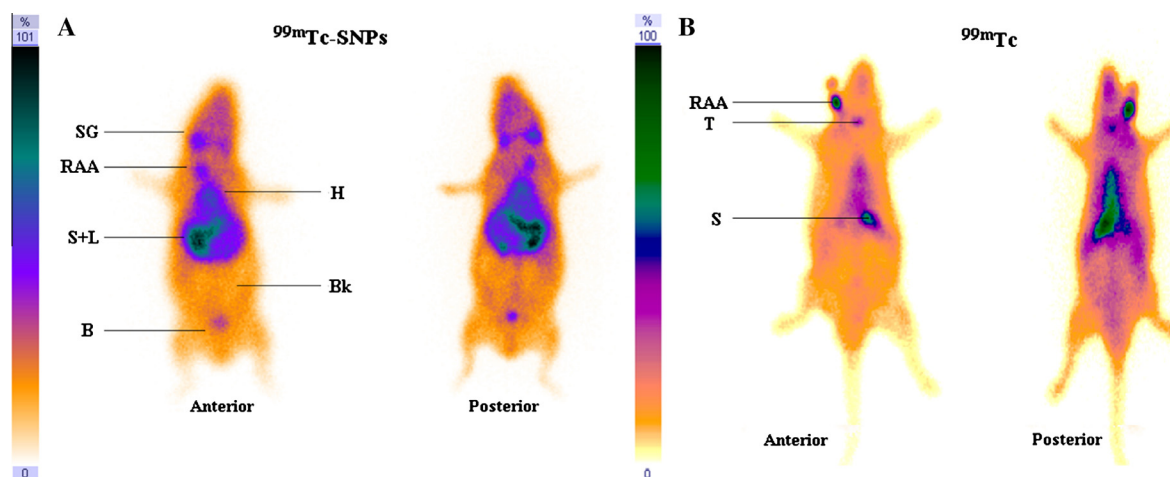 %
101
A
99mTc-SNPs
SG
RAA
H
S+L
Bk
B
0
Anterior
Posterior
%
100
B
99mTc
RAA
T
S
0
Anterior
Posterior